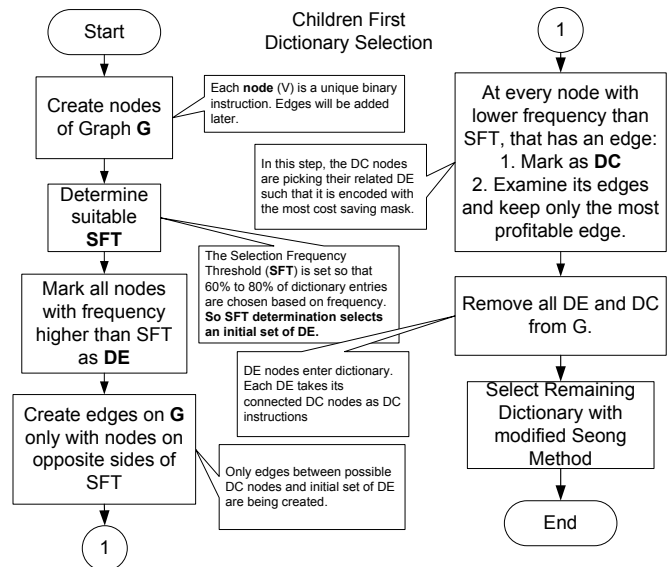 Children First
Dictionary Selection
Start
Create nodes
of Graph G
Each node (V) is a unique binary
instruction. Edges will be added
later.
Determine
suitable
SFT
The Selection Frequency
Threshold (SFT) is set so that
60% to 80% of dictionary entries
are chosen based on frequency.
So SFT determination selects
an initial set of DE.
Mark all nodes
with frequency
higher than SFT
as DE
Create edges on G
only with nodes on
opposite sides of
SFT
Only edges between possible
DC nodes and initial set of DE
are being created.
1
1
At every node with
lower frequency than
SFT, that has an edge:
1. Mark as DC
2. Examine its edges
and keep only the most
profitable edge.
In this step, the DC nodes
are picking their related DE
such that it is encoded with
the most cost saving mask.
Remove all DE and DC
from G.
DE nodes enter dictionary.
Each DE takes its
connected DC nodes as DC
instructions
Select Remaining
Dictionary with
modified Seong
Method
End